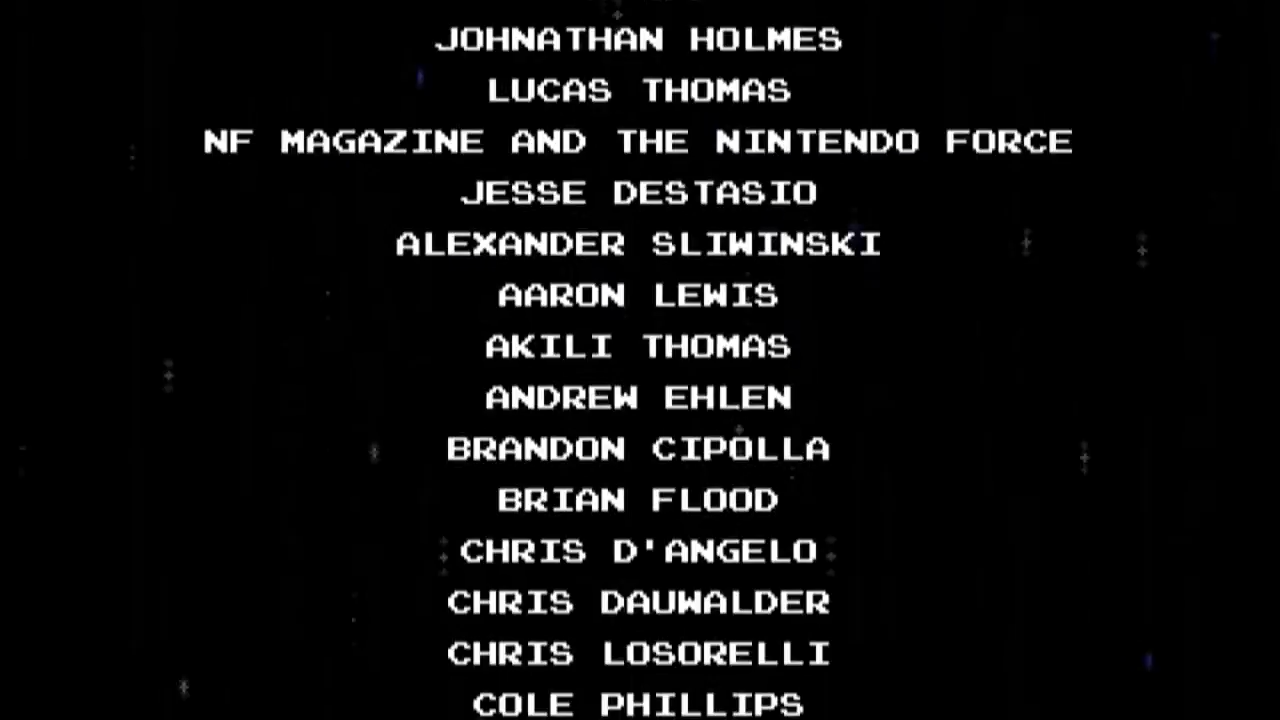 JOHNATHAN HOLMES
LUCAS THOMAS
NF MAGAZINE AND THE NINTENDO FORCE
JESSE DESTASIO
ALEXANDER SLIWINSKI
AARON LEWIS
AKILI THOMAS
ANDREW EHLEN
BRANDON CIPOLLA
BRIAN FLOOD
CHRIS D'ANGELO
CHRIS DAUWALDER
CHRIS LOSORELLI
COLE PHILLIPS